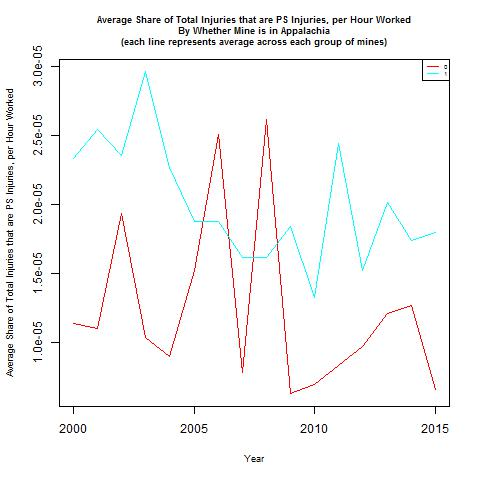 Average Share of Total Injuries that are PS Injuries, per Hour Worked
By Whether Mine is in Appalachia
(each line represents average across each group of mines)
0
1
Average Share of Total Injuries that are PS Injuries, per Hour Worked
3.0e-05
2.5e-05
2.0e-05
1.5e-05
1.0e-05
2000
2005
2010
2015
Year